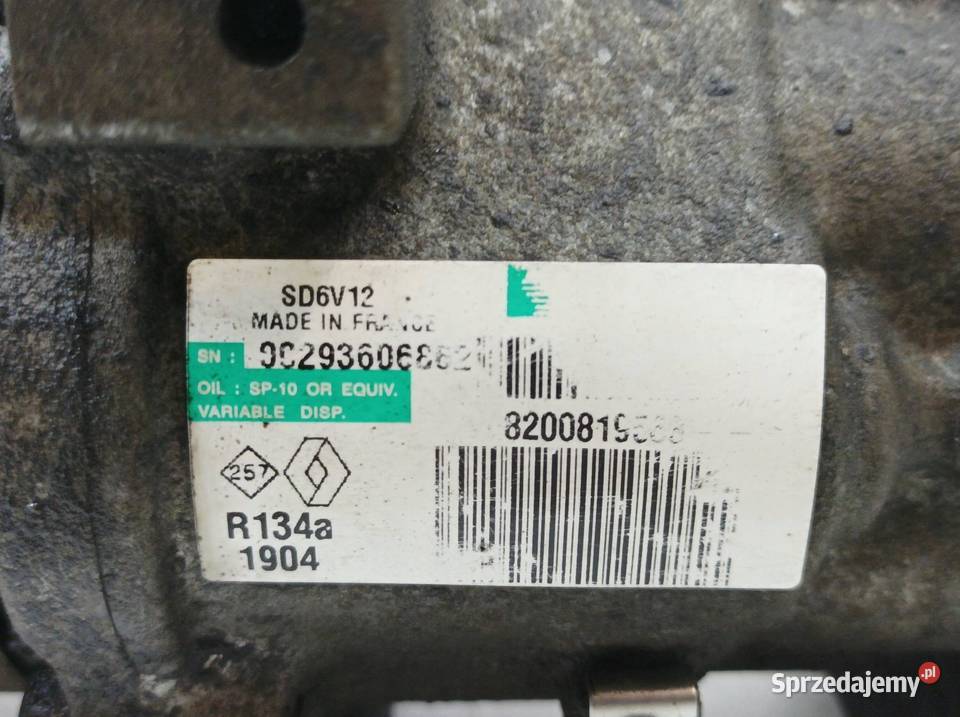 SD6V12
MADE IN FRANCE
SN :
OIL : SP-10 OR EQUIV.
VARIABLE DISP.
257
R134a
1904
Sprzedajemy.pl